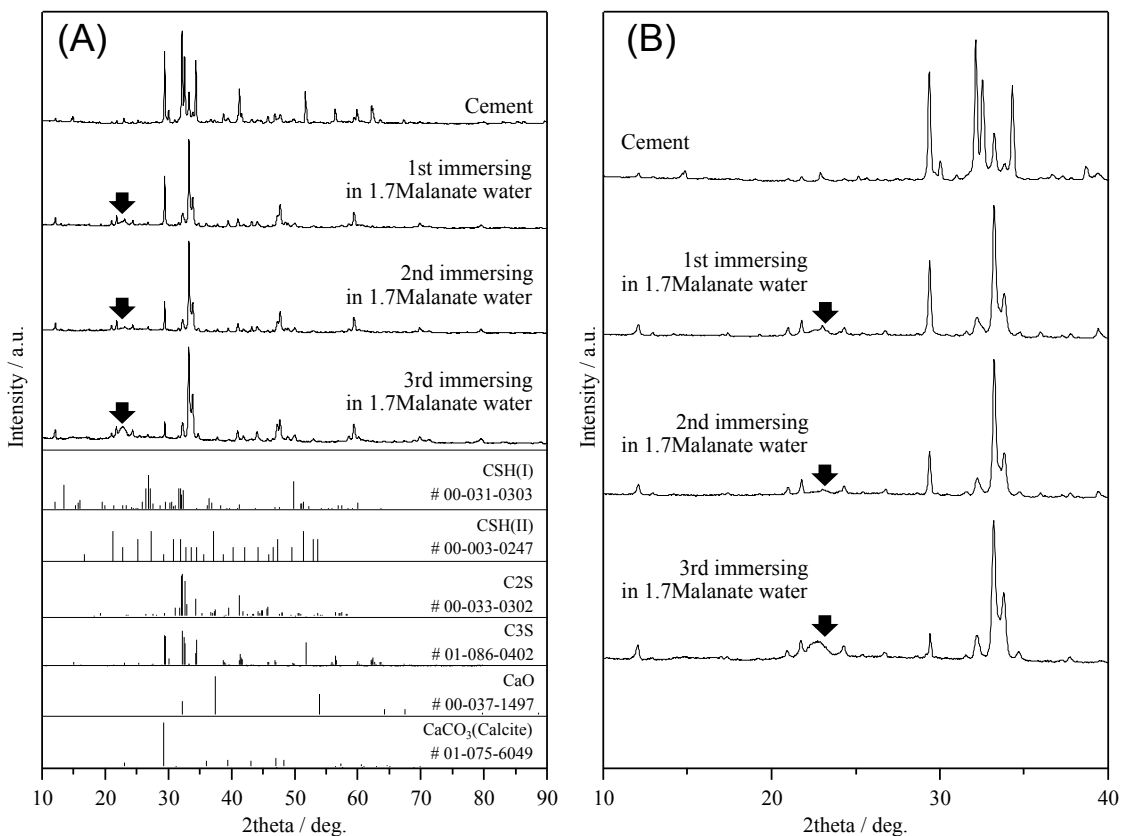 (A)
Cement
1st immersing
in 1.7Malanate water
2nd immersing
in 1.7Malanate water
3rd immersing
in 1.7Malanate water
CSH(I)
# 00-031-0303
CSH(II)
# 00-003-0247
C2S
# 00-033-0302
C3S
# 01-086-0402
CaO
# 00-037-1497
CaCO3(Calcite)
# 01-075-6049
Intensity / a.u.
10 20 30 40 50 60 70 80 90
2theta / deg.
(B)
Cement
1st immersing
in 1.7Malanate water
2nd immersing
in 1.7Malanate water
3rd immersing
in 1.7Malanate water
Intensity / a.u.
10 20 30 40
2theta / deg.